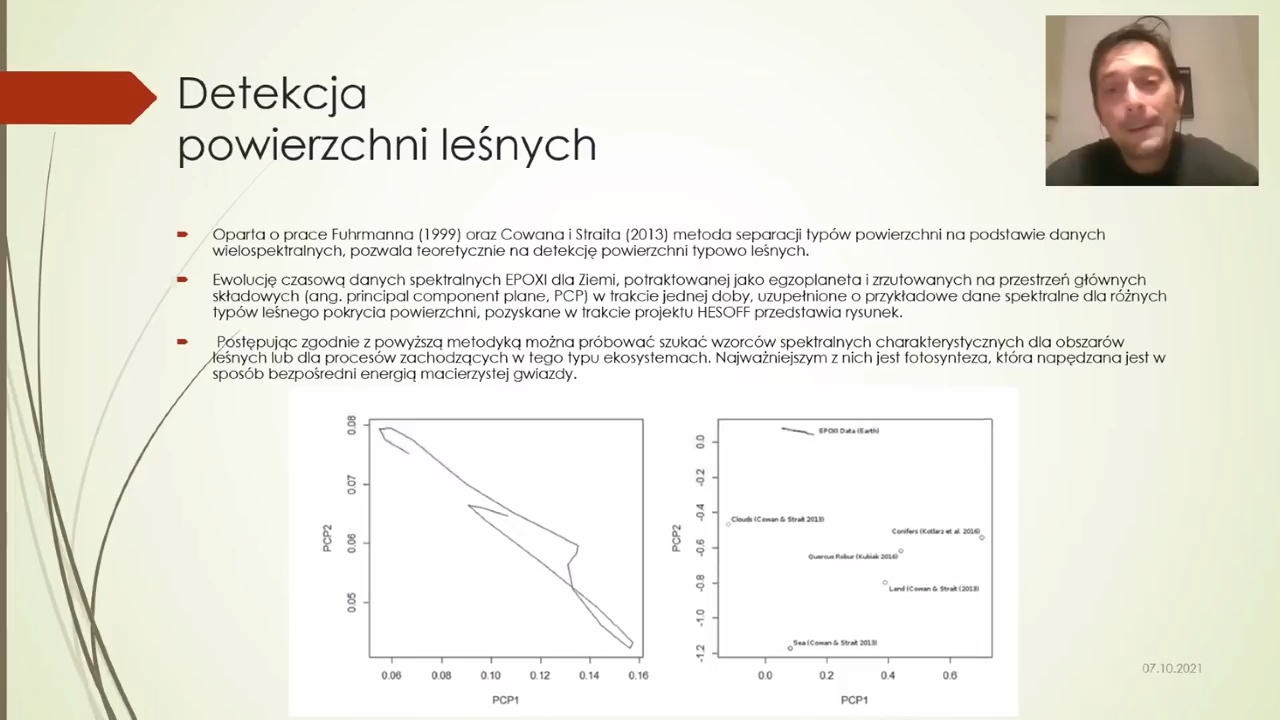 Detekcja
powierzchni leśnych
Oparta o prace Fuhrmanna (1999) oraz Cowana i Straita (2013) metoda separacji typów powierzchni na podstawie danych
wielospektralnych, pozwala teoretycznie na detekcję powierzchni typowo leśnych.
Ewolucję czasową danych spektralnych EPOXI dla Ziemi, potraktowanej jako egzoplaneta i zrzutowanych na przestrzeń głównych
składowych (ang. principal component plane, PCP) w trakcie jednej doby, uzupełnione o przykładowe dane spektralne dla różnych
typów leśnego pokrycia powierzchni, pozyskane w trakcie projektu HESOFF przedstawia rysunek.
Postępując zgodnie z powyższą metodyką można próbować szukać wzorców spektralnych charakterystycznych dla obszarów
leśnych lub dla procesów zachodzących w tego typu ekosystemach. Najważniejszym z nich jest fotosynteza, która napędzana jest w
sposób bezpośredni energią macierzystej gwiazdy.
0.08
0.07
0.06
0.05
PCP2
0.06 0.08 0.10 0.12 0.14 0.16
PCP1
0.0
-0.2
-0.4
-0.6
-0.8
-1.0
-1.2
PCP2
EPOXI Data (Earth)
Clouds (Cowan & Strait 2013)
Conifers (Kotlarz et al. 2016)
Quercus Robur (Kubiak 2016)
Land (Cowan & Strait (2013)
Sea (Cowan & Strait 2013)
0.0 0.2 0.4 0.6
PCP1
07.10.2021